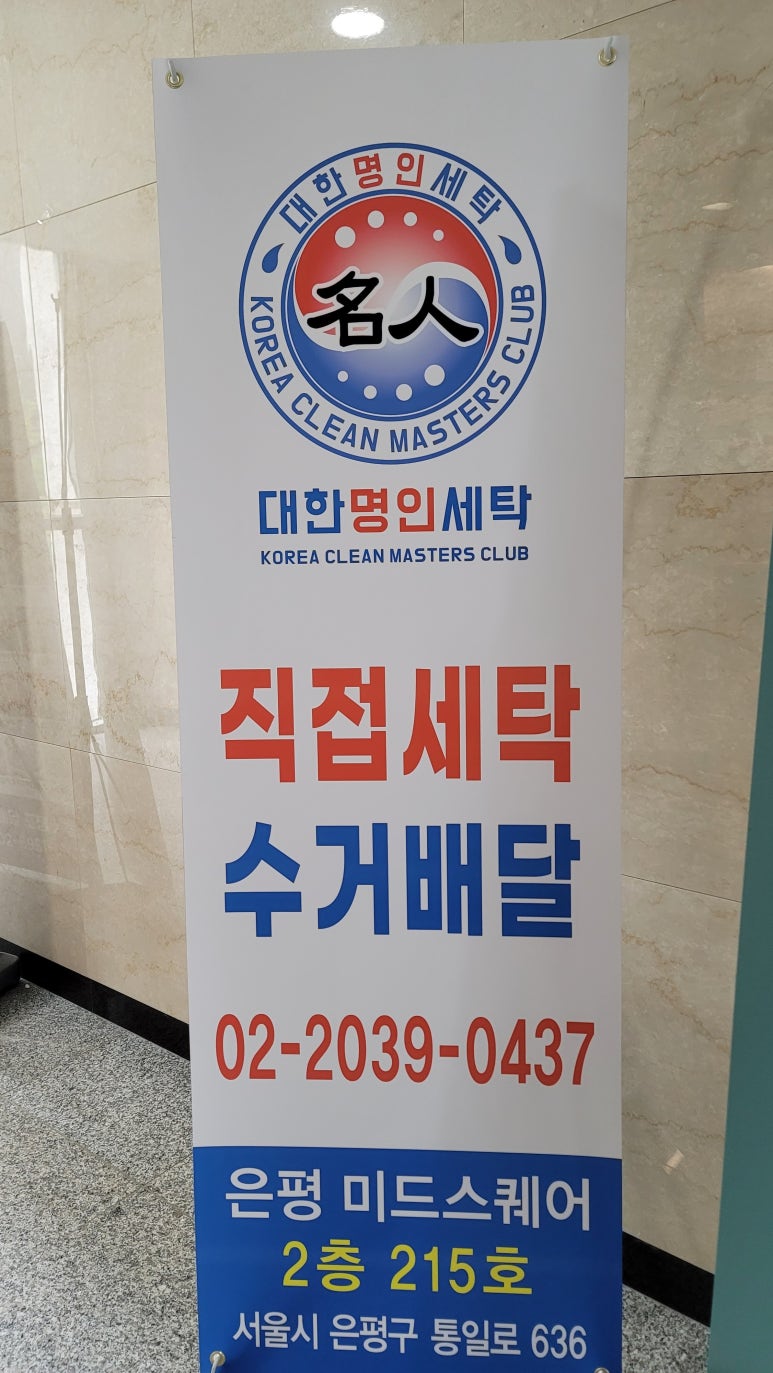 대한명인세탁
名人
KOREA CLEAN MASTERS CLUB
대한명인세탁
KOREA CLEAN MASTERS CLUB
직접세탁
수거배달
02-2039-0437
은평 미드스퀘어
2층 215호
서울시 은평구 통일로 636